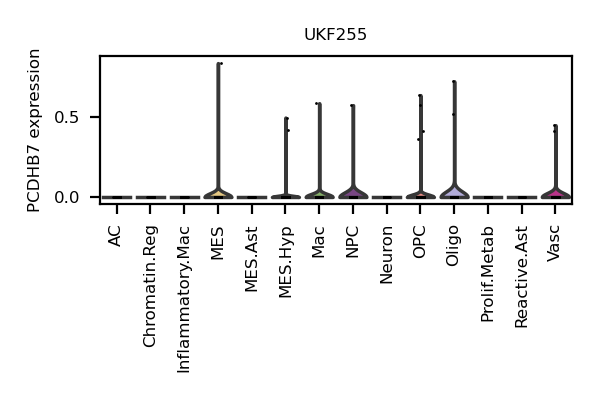 UKF255
PCDHB7 expression
0.5
0.0
AC
Chromatin.Reg
Inflammatory.Mac
MES
MES.Ast
MES.Hyp
Mac
NPC
Neuron
OPC
Oligo
Prolif.Metab
Reactive.Ast
Vasc